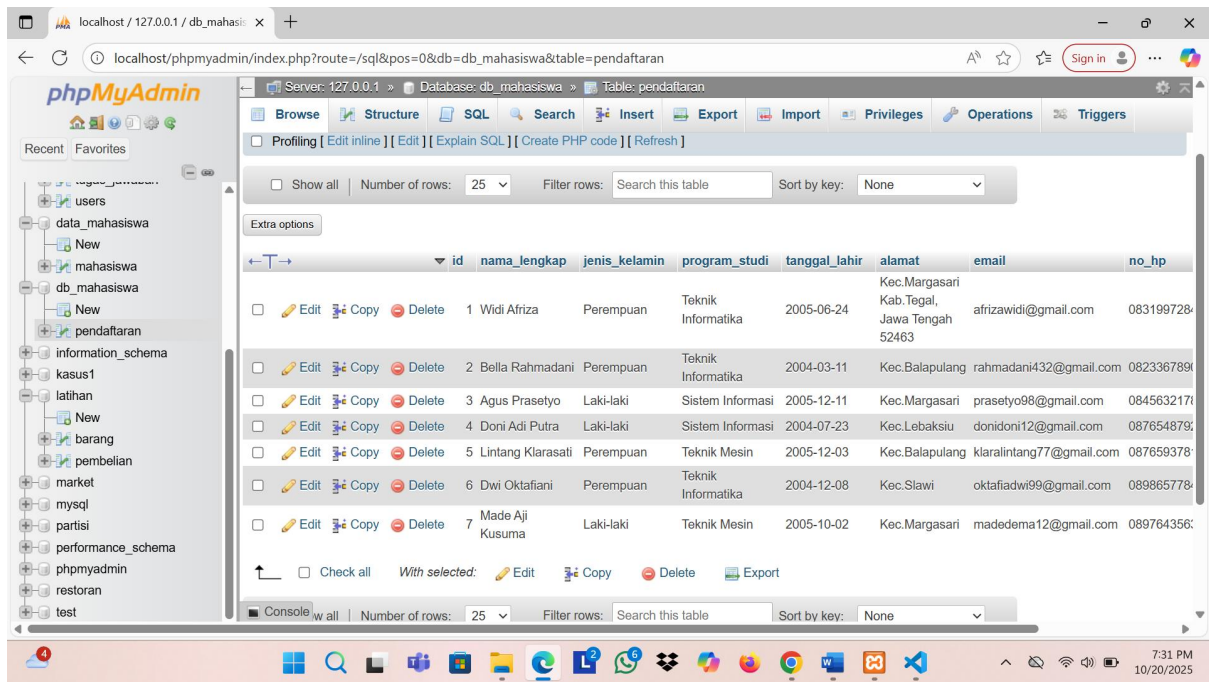 localhost / 127.0.0.1 / db_mahasis
localhost/phpmyadmin/index.php?route=/sql&pos=0&db=db_mahasiswa&table=pendaftaran
Sign in
phpMyAdmin
Recent Favorites
users
data_mahasiswa
New
mahasiswa
db_mahasiswa
New
pendaftaran
information_schema
kasus1
latihan
New
barang
pembelian
market
mysql
partisi
performance_schema
phpmyadmin
restoran
test
Server: 127.0.0.1 » Database: db_mahasiswa » Table: pendaftaran
Browse Structure SQL Search Insert Export Import Privileges Operations Triggers
Profiling [ Edit inline ] [ Edit ] [ Explain SQL ] [ Create PHP code ] [ Refresh ]
Show all | Number of rows: 25 Filter rows: Search this table Sort by key: None
Extra options
←T→ id nama_lengkap jenis_kelamin program_studi tanggal_lahir alamat email no_hp
Edit Copy Delete 1 Widi Afriza Perempuan Teknik Informatika 2005-06-24 Kec.Margasari Kab.Tegal, Jawa Tengah 52463 afrizawidi@gmail.com 083199728
Edit Copy Delete 2 Bella Rahmadani Perempuan Teknik Informatika 2004-03-11 Kec.Balapulang rahmadani432@gmail.com 082336789
Edit Copy Delete 3 Agus Prasetyo Laki-laki Sistem Informasi 2005-12-11 Kec.Margasari prasetyo98@gmail.com 084563217
Edit Copy Delete 4 Doni Adi Putra Laki-laki Sistem Informasi 2004-07-23 Kec.Lebaksiu donidoni12@gmail.com 087654879
Edit Copy Delete 5 Lintang Klarasati Perempuan Teknik Mesin 2005-12-03 Kec.Balapulang klaralintang77@gmail.com 087659378
Edit Copy Delete 6 Dwi Oktafiani Perempuan Teknik Informatika 2004-12-08 Kec.Slawi oktafiadwi99@gmail.com 089865778
Edit Copy Delete 7 Made Aji Kusuma Laki-laki Teknik Mesin 2005-10-02 Kec.Margasari madedema12@gmail.com 089764356
Check all With selected: Edit Copy Delete Export
Console w all | Number of rows: 25 Filter rows: Search this table Sort by key: None
4
2
6
7:31 PM
10/20/2025